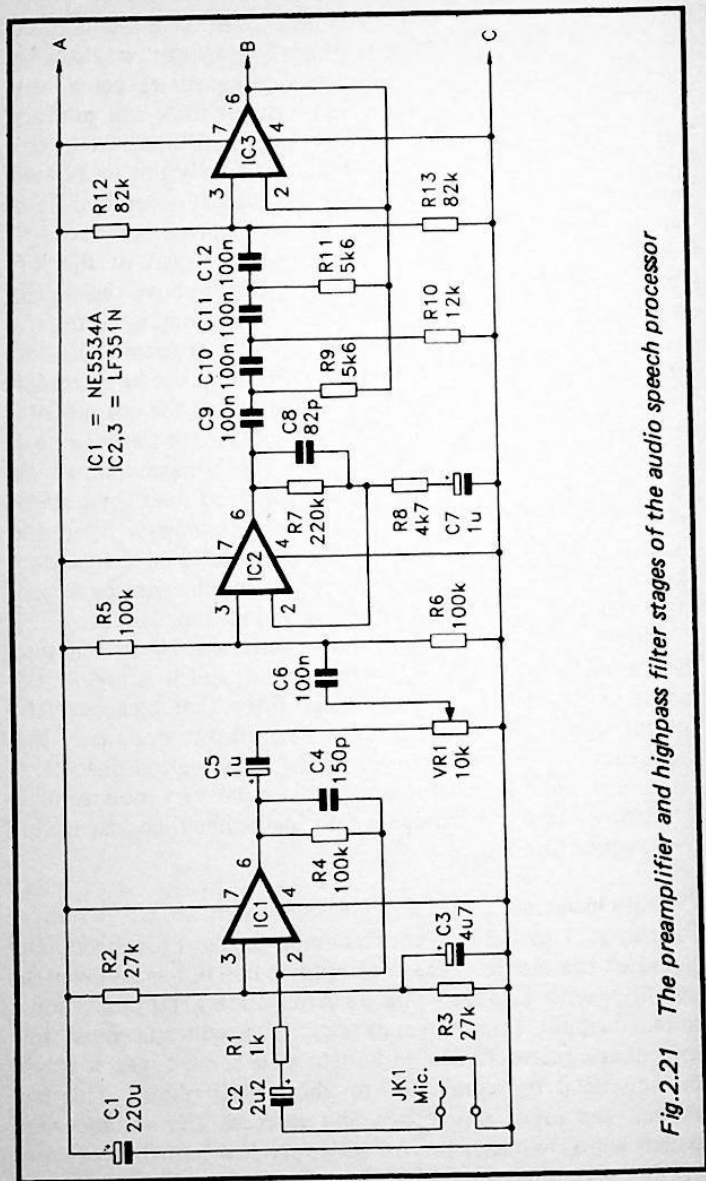 A
B
C
IC1 = NE5534A
IC2,3 = LF351N
C1
220u
R2
27k
C2
2u2
R1
1k
3
2
7
6
4
IC1
R4
100k
C4
150p
C5
1u
C3
4u7
R3
27k
JK1
Mic.
VR1
10k
R5
100k
C6
100n
R6
100k
3
2
7
6
4
IC2
R7
220k
C8
82p
R8
4k7
C7
1u
C9
100n
C10
100n
C11
100n
C12
100n
R9
5k6
R10
12k
R11
5k6
R12
82k
R13
82k
3
2
7
6
4
IC3
Fig.2.21 The preamplifier and highpass filter stages of the audio speech processor